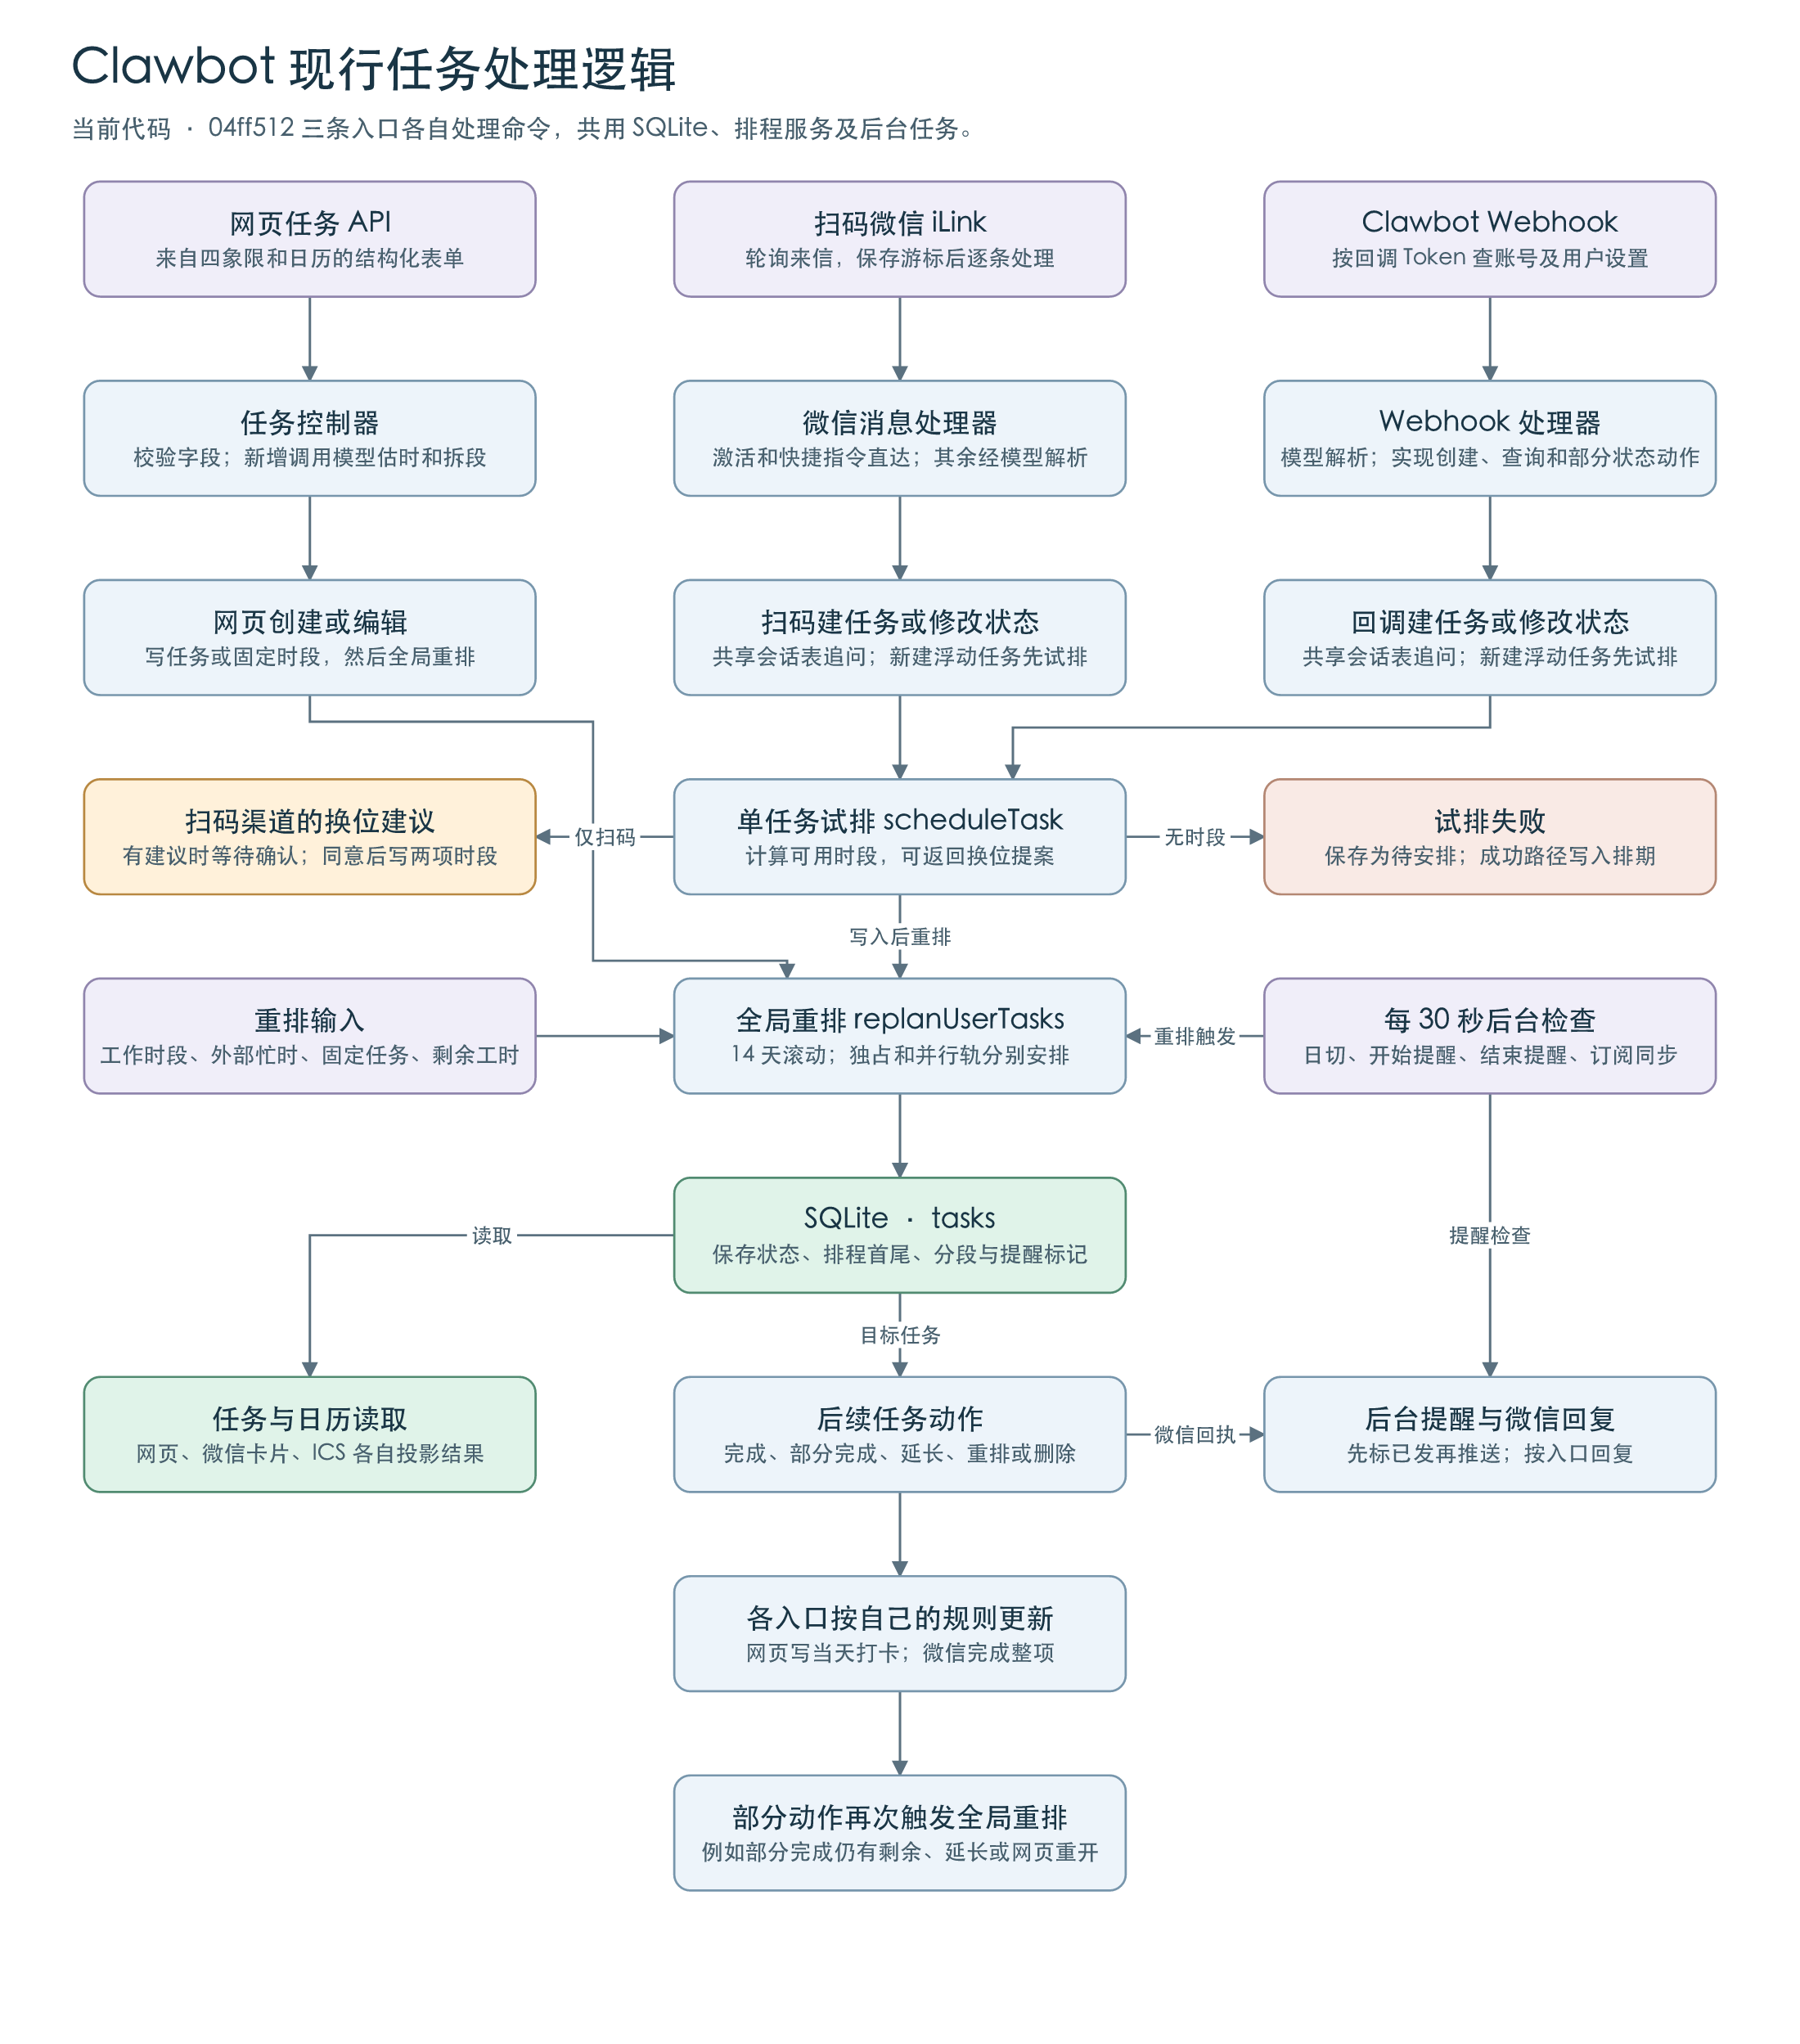 Clawbot 现行任务处理逻辑
当前代码 · 04ff512 三条入口各自处理命令，共用 SQLite、排程服务及后台任务。
网页任务 API
来自四象限和日历的结构化表单
扫码微信 iLink
轮询来信，保存游标后逐条处理
Clawbot Webhook
按回调 Token 查账号及用户设置
任务控制器
校验字段；新增调用模型估时和拆段
微信消息处理器
激活和快捷指令直达；其余经模型解析
Webhook 处理器
模型解析；实现创建、查询和部分状态动作
网页创建或编辑
写任务或固定时段，然后全局重排
扫码建任务或修改状态
共享会话表追问；新建浮动任务先试排
回调建任务或修改状态
共享会话表追问；新建浮动任务先试排
扫码渠道的换位建议
有建议时等待确认；同意后写两项时段
仅扫码
单任务试排 scheduleTask
计算可用时段，可返回换位提案
无时段
试排失败
保存为待安排；成功路径写入排期
写入后重排
重排输入
工作时段、外部忙时、固定任务、剩余工时
全局重排 replanUserTasks
14 天滚动；独占和并行轨分别安排
重排触发
每 30 秒后台检查
日切、开始提醒、结束提醒、订阅同步
读取
SQLite · tasks
保存状态、排程首尾、分段与提醒标记
提醒检查
目标任务
任务与日历读取
网页、微信卡片、ICS 各自投影结果
后续任务动作
完成、部分完成、延长、重排或删除
微信回执
后台提醒与微信回复
先标已发再推送；按入口回复
各入口按自己的规则更新
网页写当天打卡；微信完成整项
部分动作再次触发全局重排
例如部分完成仍有剩余、延长或网页重开